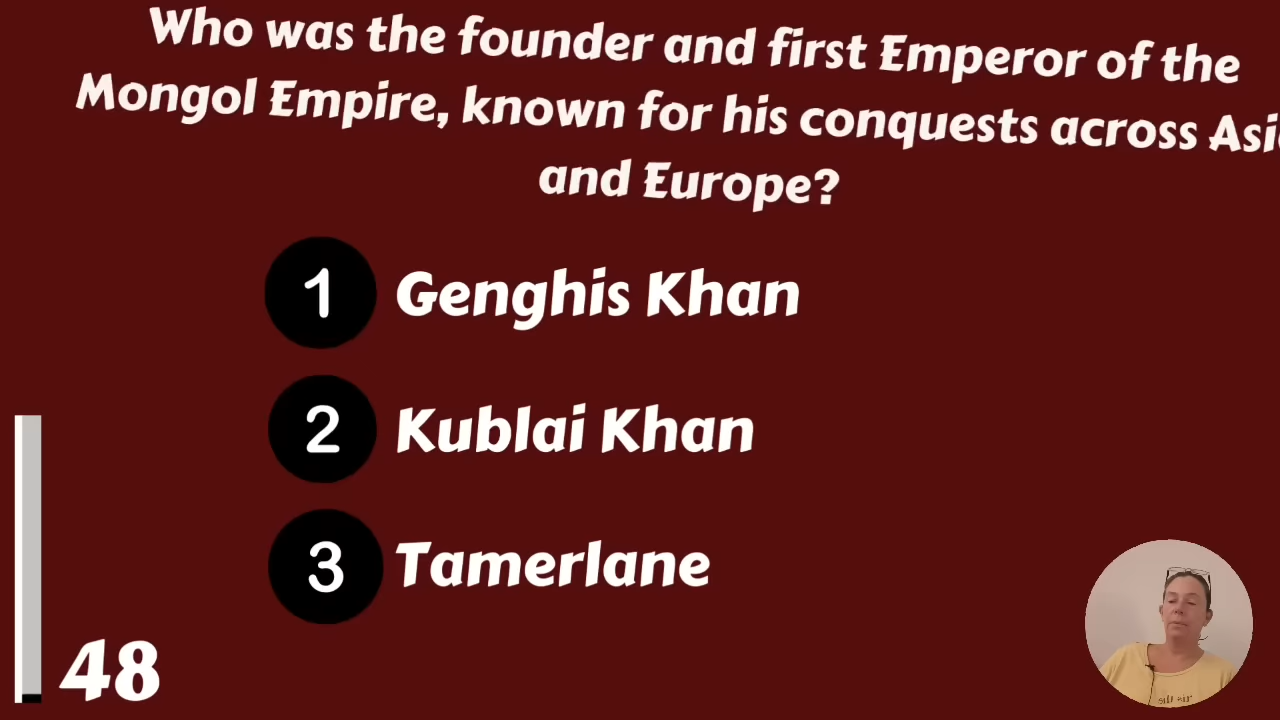 Who was the founder and first Emperor of the
Mongol Empire, known for his conquests across
and Europe?
1 Genghis Khan
2 Kublai Khan
3 Tamerlane
48